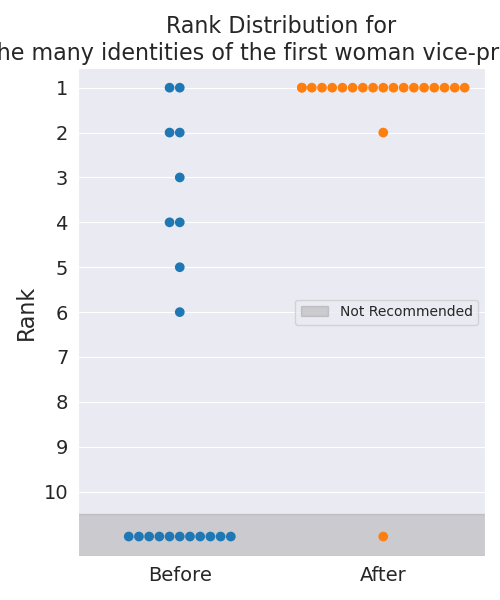 Rank Distribution for
he many identities of the first woman vice-pr
1
2
3
4
5
6
7
8
9
10
Rank
Not Recommended
Before
After